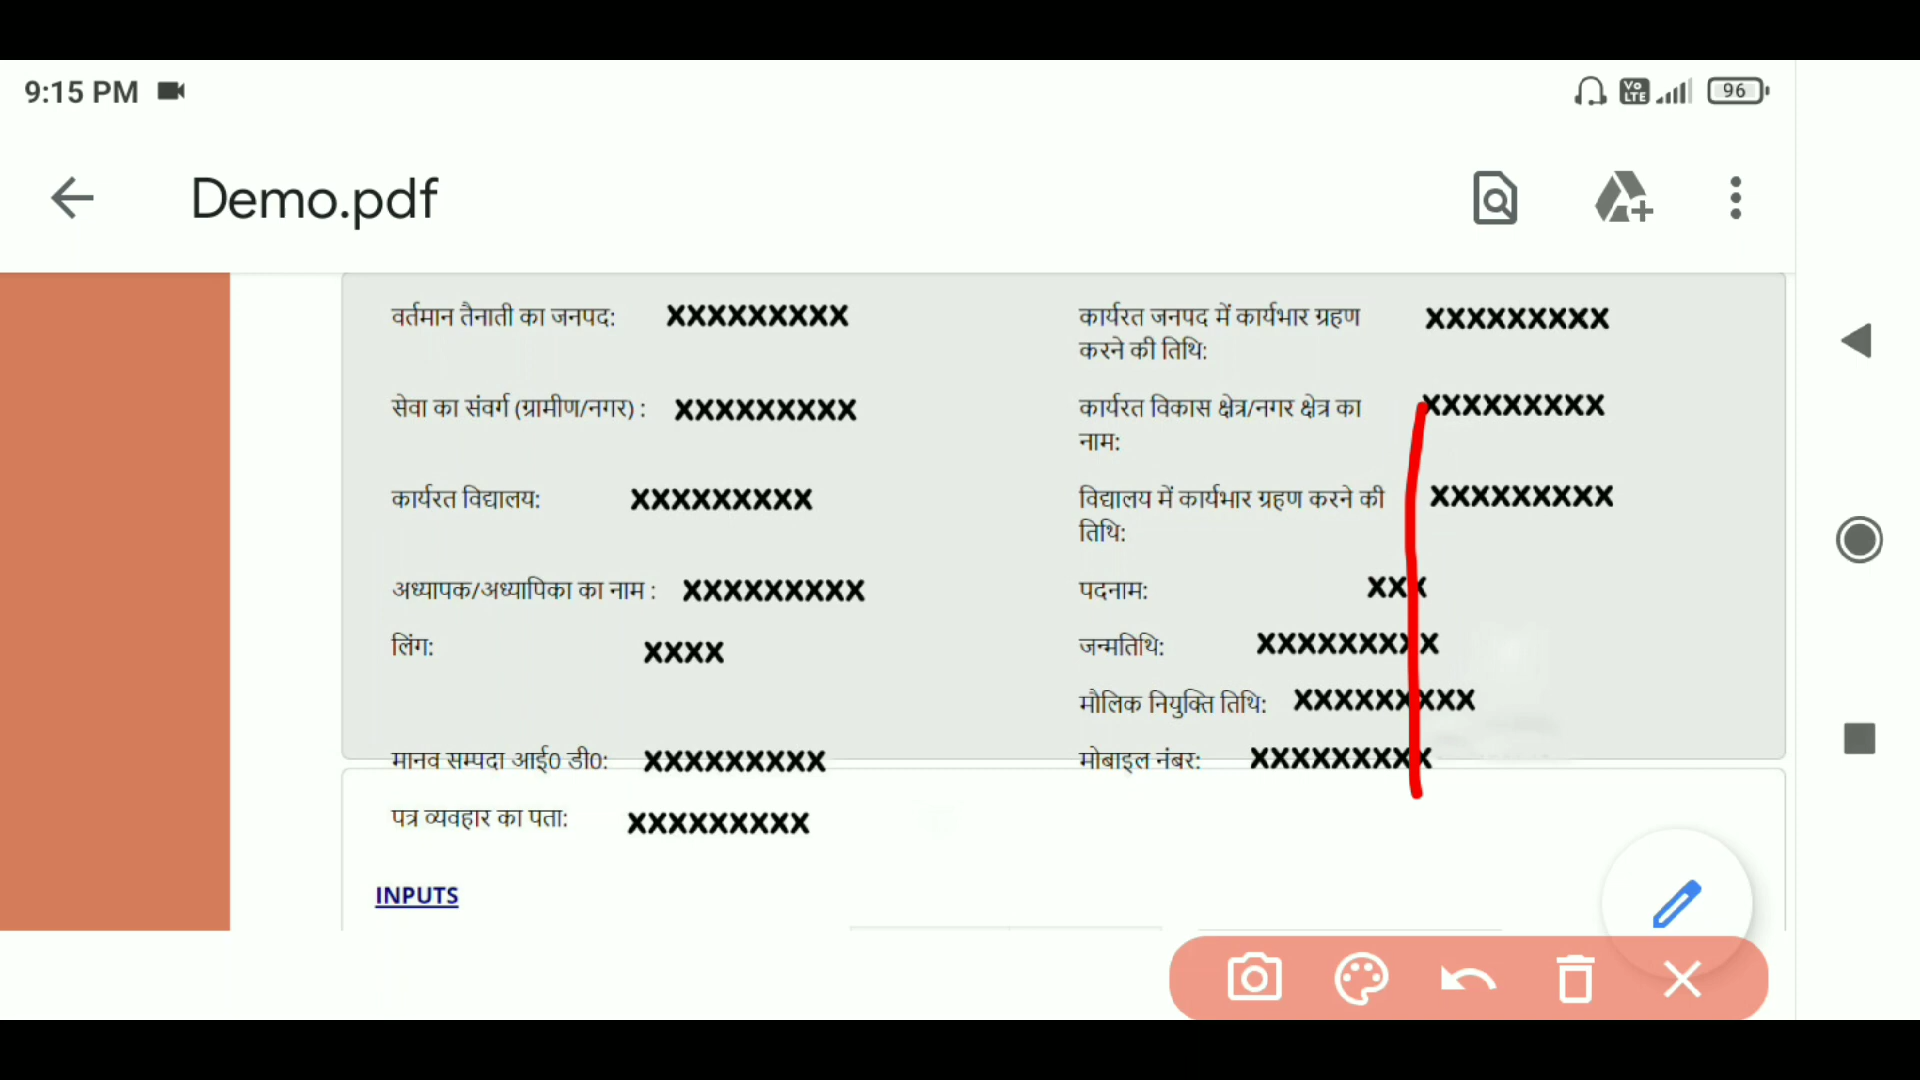 9:15 PM
Vo LTE
96
Demo.pdf
वर्तमान तैनाती का जनपद: XXXXXXXXX
कार्यरत जनपद में कार्यभार ग्रहण करने की तिथि: XXXXXXXXX
सेवा का संवर्ग (ग्रामीण/नगर) : XXXXXXXXX
कार्यरत विकास क्षेत्र/नगर क्षेत्र का नाम: XXXXXXXXX
कार्यरत विद्यालय: XXXXXXXXX
विद्यालय में कार्यभार ग्रहण करने की तिथि: XXXXXXXXX
अध्यापक/अध्यापिका का नाम : XXXXXXXXX
पदनाम: XXX
लिंग: XXXX
जन्मतिथि: XXXXXXXXX
मौलिक नियुक्ति तिथि: XXXXXXXXX
मानव सम्पदा आई0 डी0: XXXXXXXXX
मोबाइल नंबर: XXXXXXXXX
पत्र व्यवहार का पता: XXXXXXXXX
INPUTS